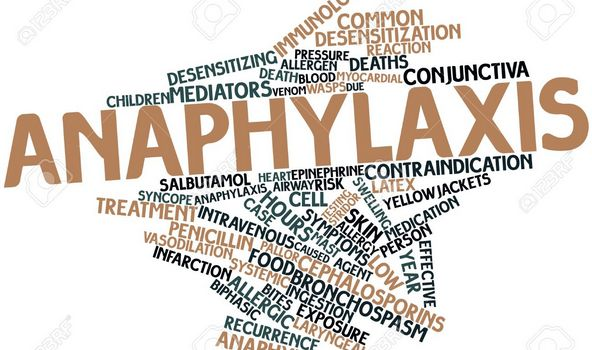 IMMUNOLO
COMMON
DESENSITIZATION
REACTION
DESENSITIZING
PRESSURE
ALLERGEN
DEATHS
DEATH
BLOOD
MYOCARDIAL
CONJUNCTIVA
CHILDREN
MEDIATORS
VENOM
WASPS
DUE
ANAPHYLAXIS
SALBUTAMOL
HEART
EPINEPHRINE
CONTRAINDICATION
SYNCOPE
ANAPHYLAXIS
AIRWAY
RISK
SWELLING
LATEX
YELLOWJACKETS
TREATMENT
INTRAVENOUS
HOURS
CELL
TESTING
STRIDOR
SKIN
MEDICATION
PENICILLIN
CASE
SYMPTOMS
ALLERGY
PERSON
VASODILATION
PALLOR
CAUSED
MAST
AGENT
LOW
YEAR
EFFECTIVE
INFARCTION
SYSTEMIC
FOOD
CEPHALOSPORINS
BRONCHOSPASM
BIPHASIC
ALLERGIC
BITES
INGESTION
EXPOSURE
RECURRENCE
LARYNGEAL
ANAPH
123RF